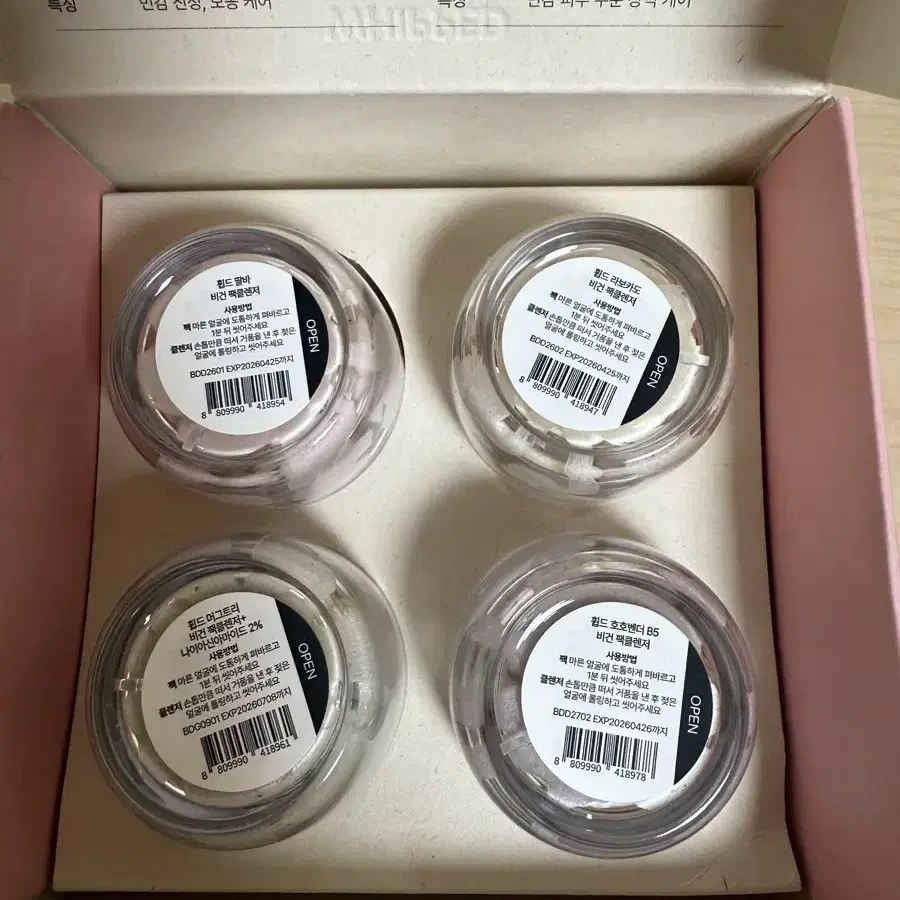 특징
민감 진정, 모공 케어
특징
민감 피부 수분 장벽 케어
WHIPPED
휩드 딸바
비건 팩클렌저
사용방법
팩 마른 얼굴에 도톰하게 펴바르고
1분 뒤 씻어주세요
클렌저 손톱만큼 떠서 거품을 낸 후 젖은
얼굴에 롤링하고 씻어주세요
BDD2601 EXP20260425까지
8 809990 418954
OPEN
휩드 라보카도
비건 팩클렌저
사용방법
팩 마른 얼굴에 도톰하게 펴바르고
1분 뒤 씻어주세요
클렌저 손톱만큼 떠서 거품을 낸 후 젖은
얼굴에 롤링하고 씻어주세요
BDD2602 EXP20260425까지
8 809990 418947
OPEN
휩드 머그트리
비건 팩클렌저+
나이아신아마이드 2%
사용방법
팩 마른 얼굴에 도톰하게 펴바르고
1분 뒤 씻어주세요
클렌저 손톱만큼 떠서 거품을 낸 후 젖은
얼굴에 롤링하고 씻어주세요
BDG0901 EXP20260708까지
8 809990 418961
OPEN
휩드 호호벤더 B5
비건 팩클렌저
사용방법
팩 마른 얼굴에 도톰하게 펴바르고
1분 뒤 씻어주세요
클렌저 손톱만큼 떠서 거품을 낸 후 젖은
얼굴에 롤링하고 씻어주세요
BDD2702 EXP20260426까지
8 809990 418978
OPEN